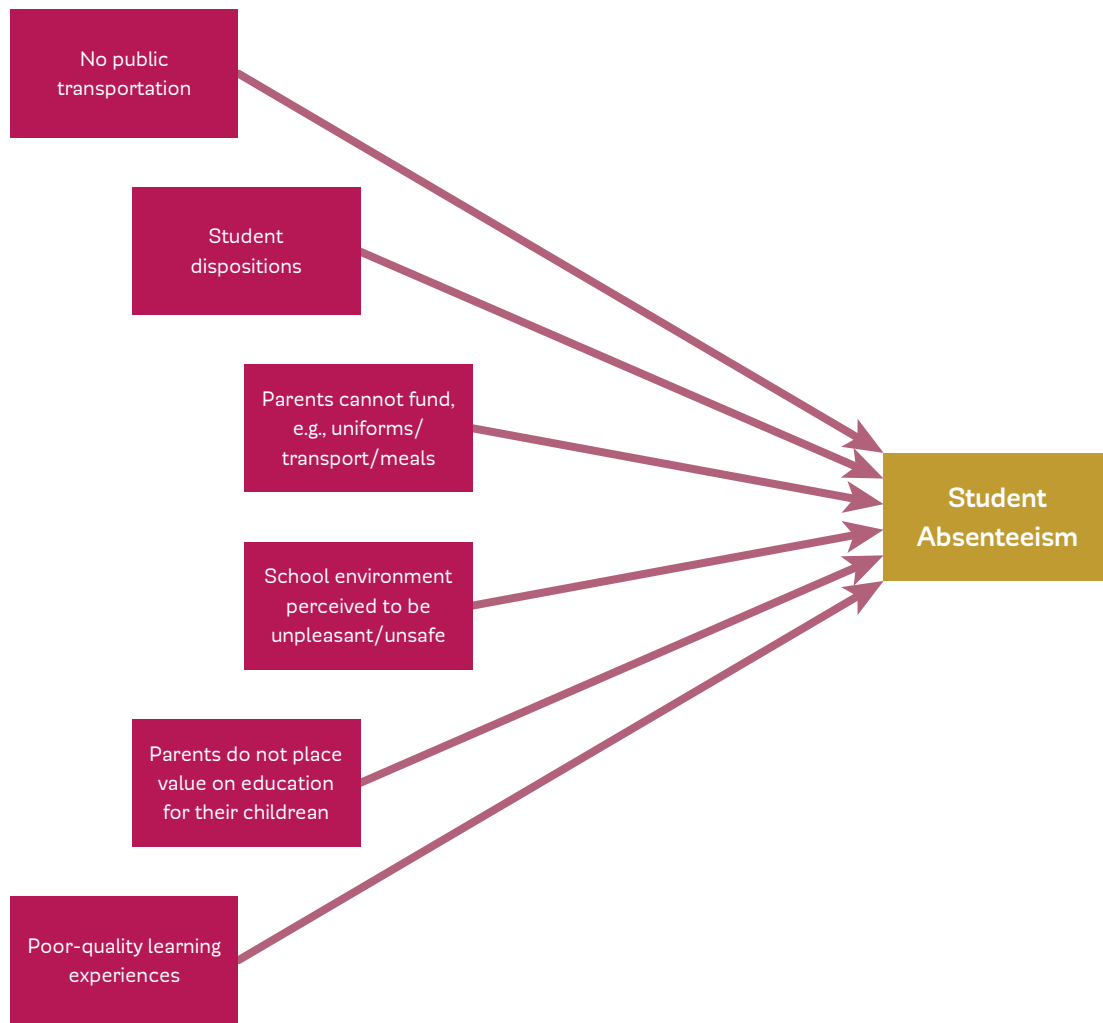 No public
transportation
Student
dispositions
Parents cannot fund,
e.g., uniforms/
transport/meals
School environment
perceived to be
unpleasant/unsafe
Parents do not place
value on education
for their childrean
Poor-quality learning
experiences
Student
Absenteeism